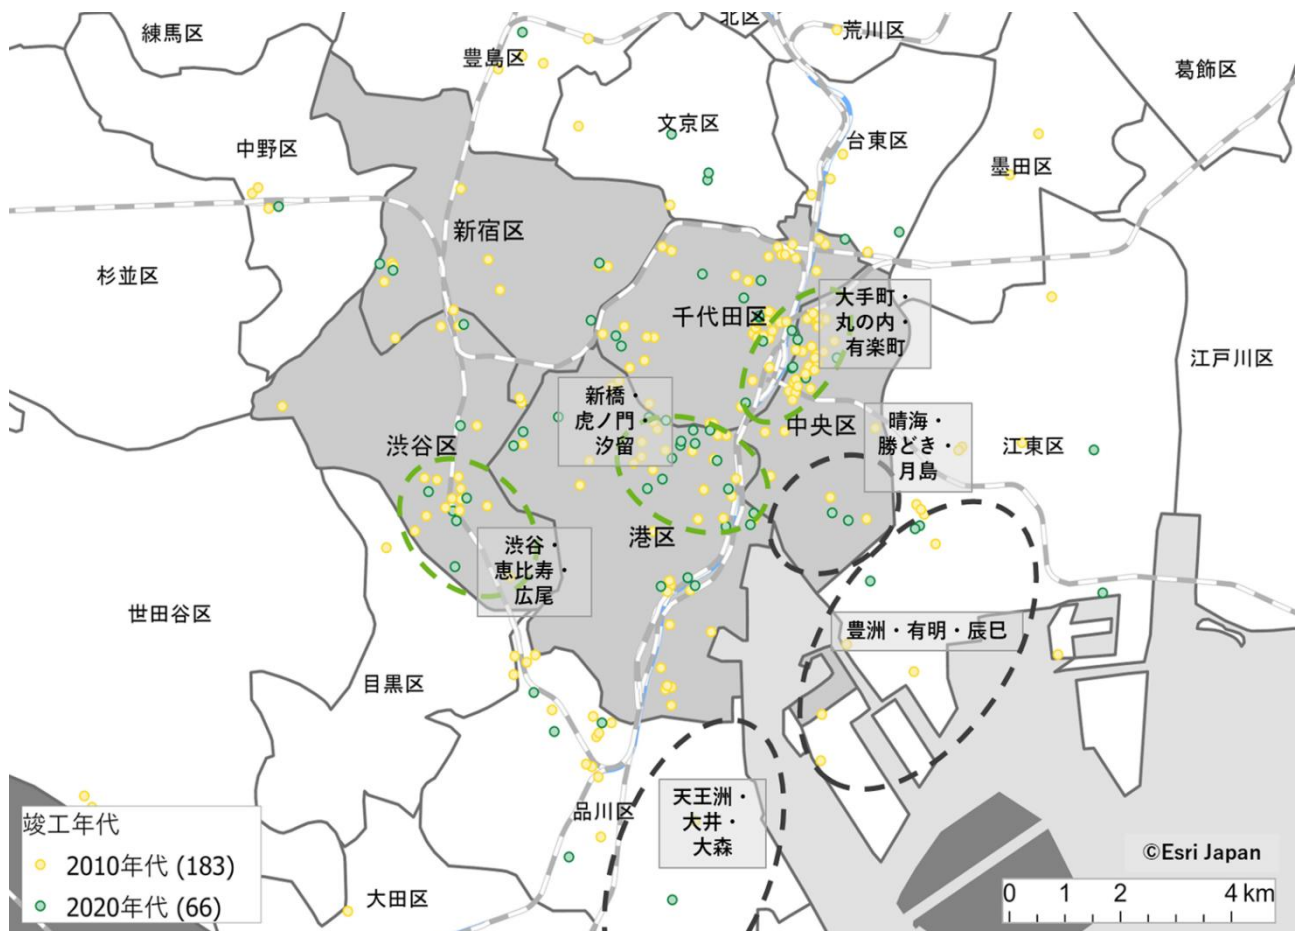 練馬区
豊島区
北区
荒川区
葛飾区
文京区
台東区
中野区
墨田区
新宿区
杉並区
千代田区
大手町・
丸の内・
有楽町
江戸川区
新橋・
虎ノ門・
汐留
中央区
晴海・
勝どき・
月島
江東区
渋谷区
港区
渋谷・
恵比寿・
広尾
世田谷区
豊洲・有明・辰巳
目黒区
品川区
天王洲・
大井・
大森
大田区
竣工年代
2010年代 (183)
2020年代 (66)
©Esri Japan
0 1 2 4 km